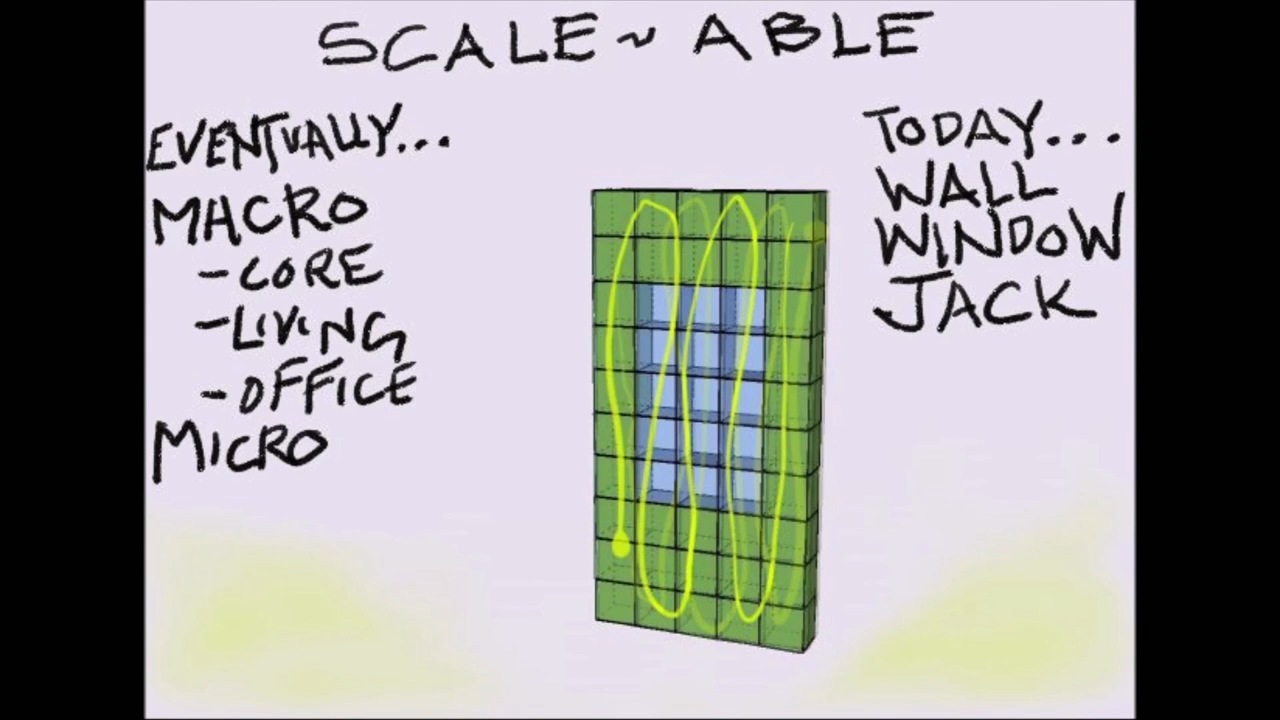 SCALE ~ ABLE
EVENTUALLY...
MACRO
- CORE
- LIVING
- OFFICE
MICRO
TODAY...
WALL
WINDOW
JACK